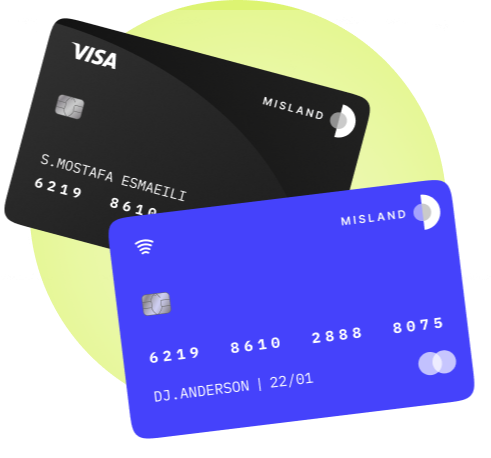 VISA
MISLAND
S.MOSTAFA ESMAEILI
6219 8610
MISLAND
6219 8610 2888 8075
DJ.ANDERSON | 22/01